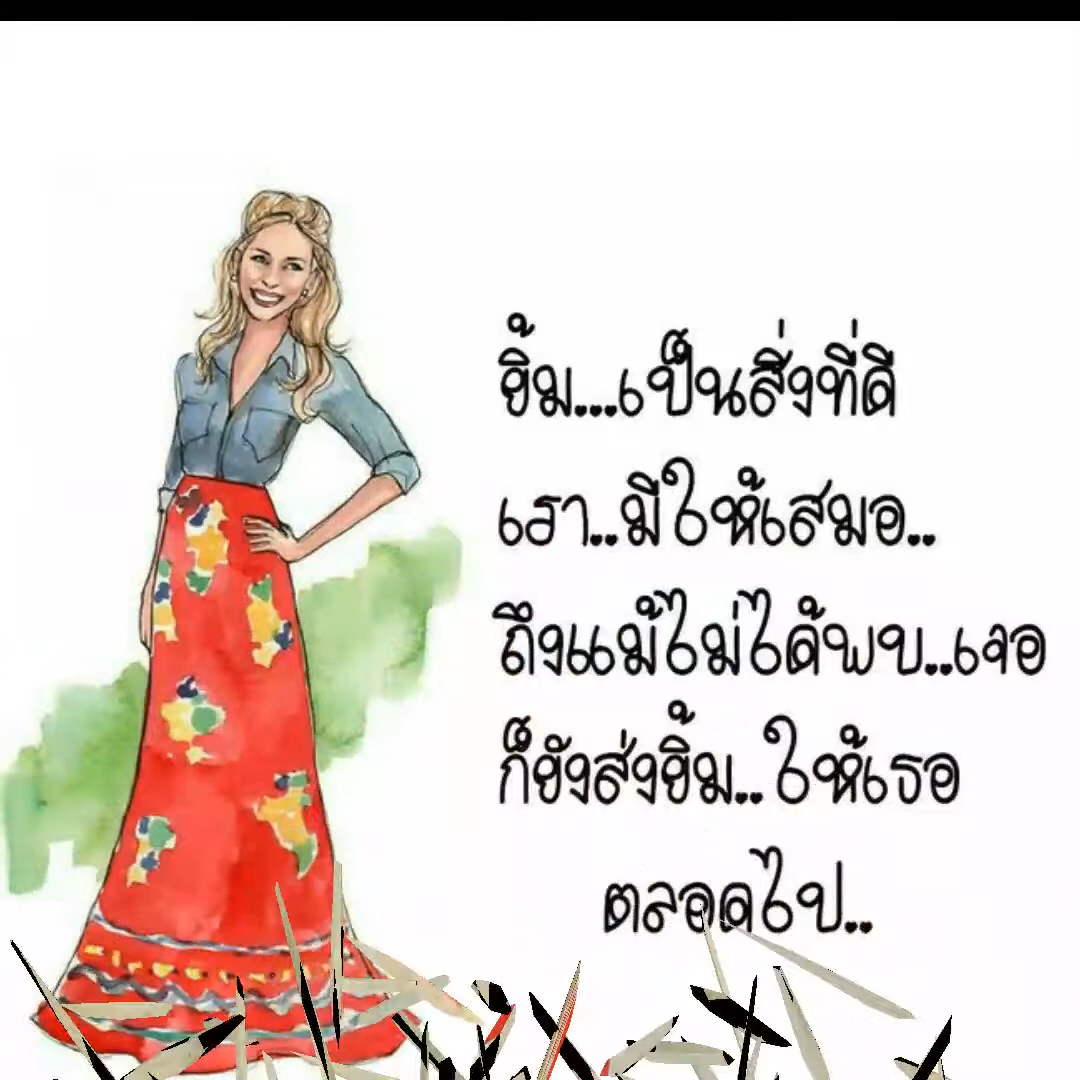 ยิ้ม...เป็นสิ่งที่ดี
เรา..มีให้เสมอ..
ถึงแม้ไม่ได้พบ..เจอ
ก็ยังส่งยิ้ม..ให้เธอ
ตลอดไป..